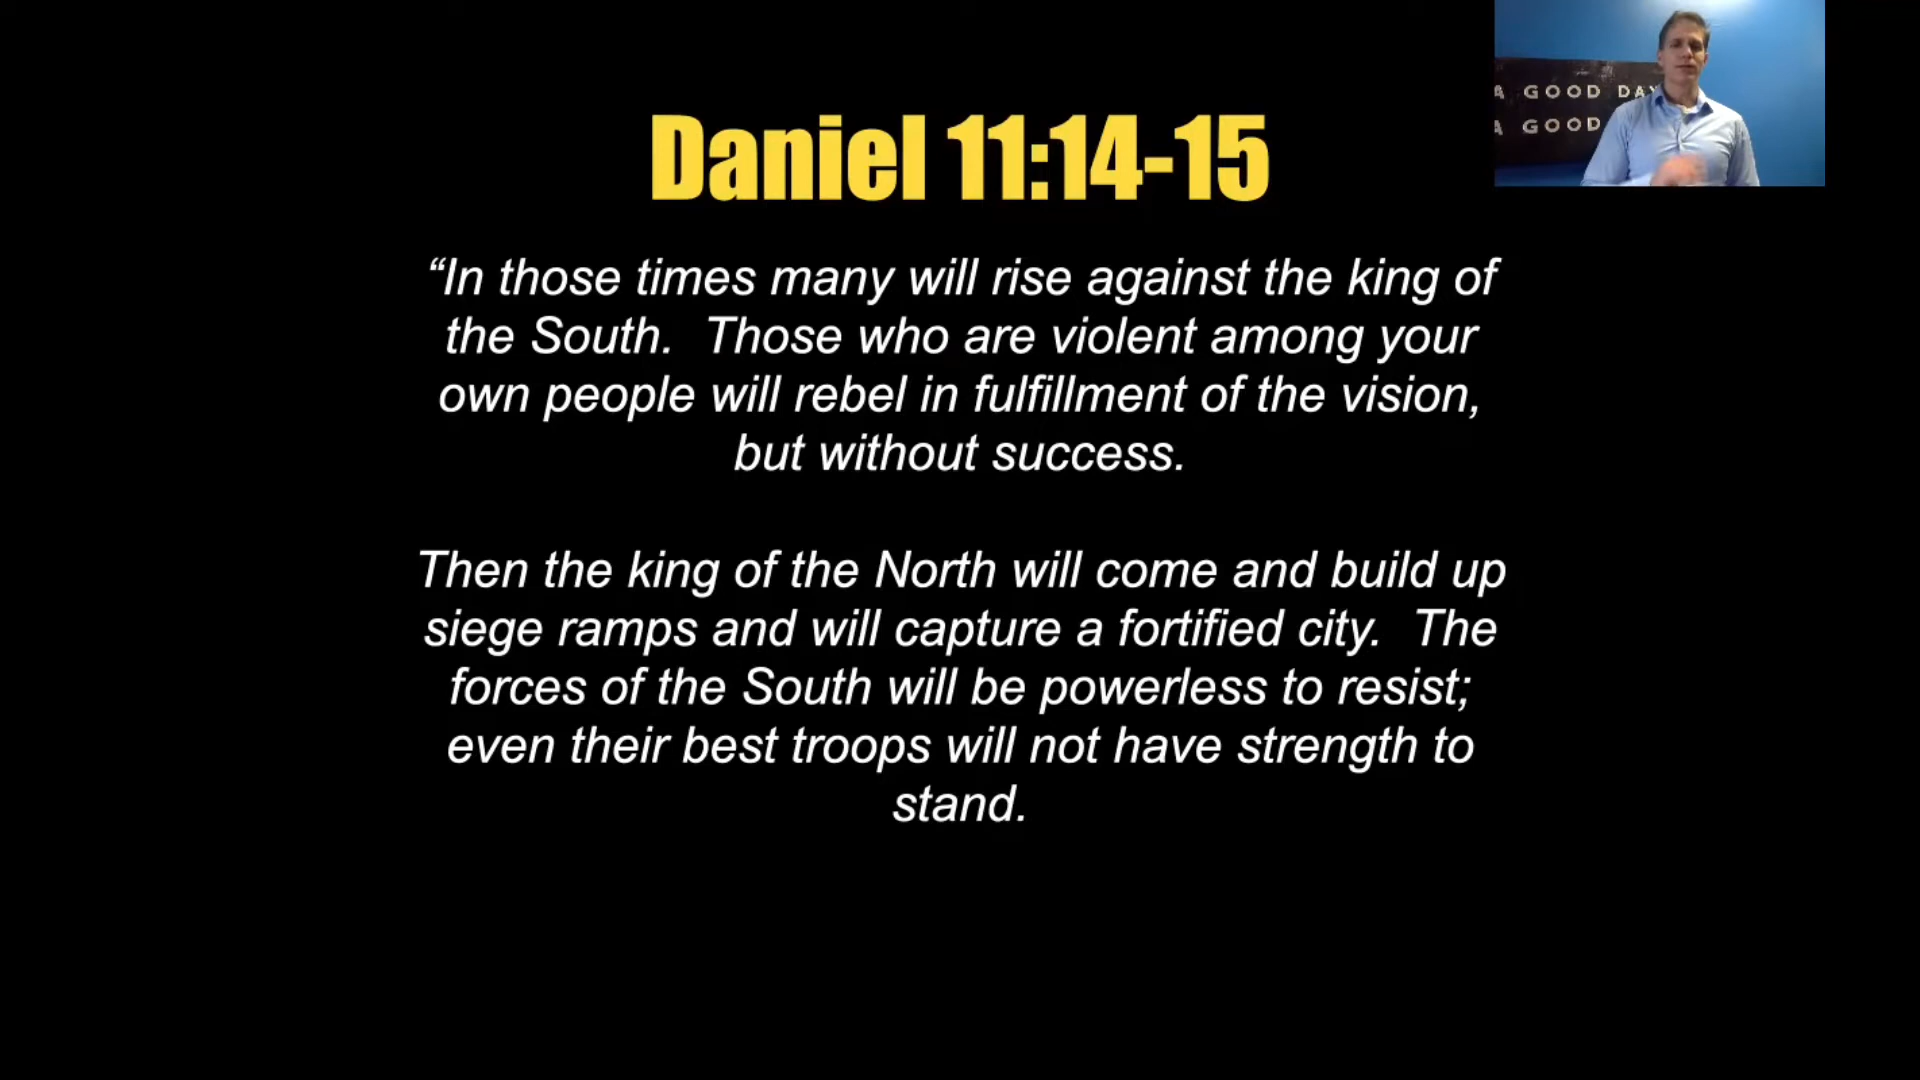 Daniel 11:14-15
“In those times many will rise against the king of
the South.  Those who are violent among your
own people will rebel in fulfillment of the vision,
but without success.
Then the king of the North will come and build up
siege ramps and will capture a fortified city.  The
forces of the South will be powerless to resist;
even their best troops will not have strength to
stand.
A GOOD DAY
A GOOD